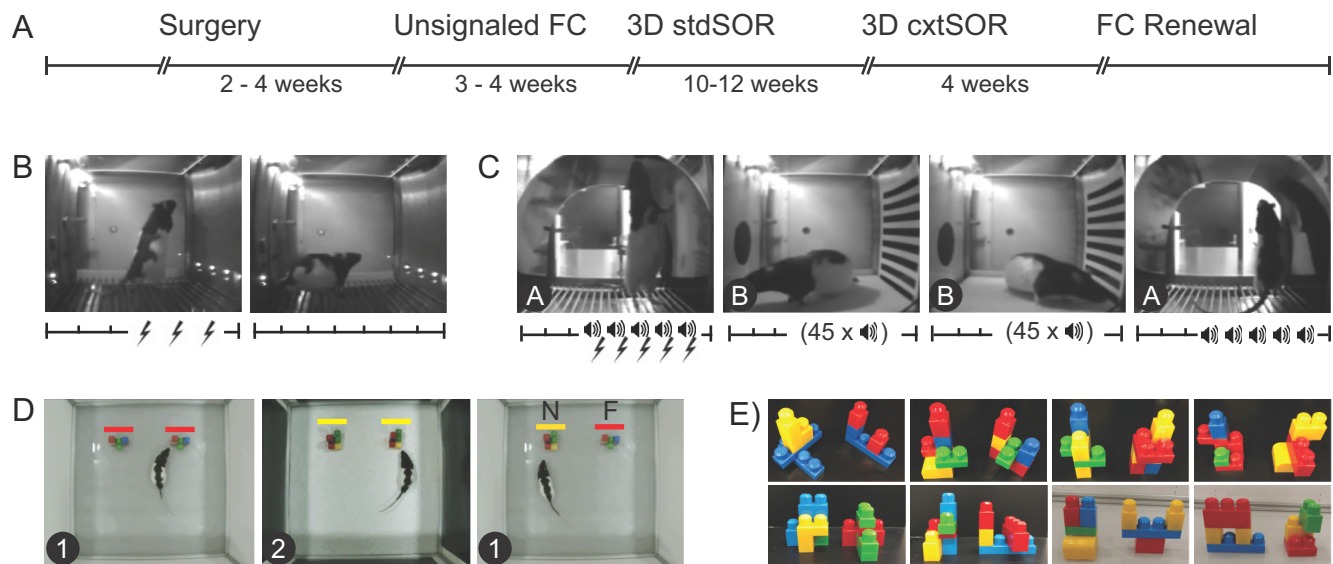 A
Surgery Unsignaled FC 3D stdSOR 3D cxtSOR FC Renewal
2 - 4 weeks 3 - 4 weeks 10-12 weeks 4 weeks
B C
A B B A
(45 x ) (45 x )
D N F E)
1 2 1